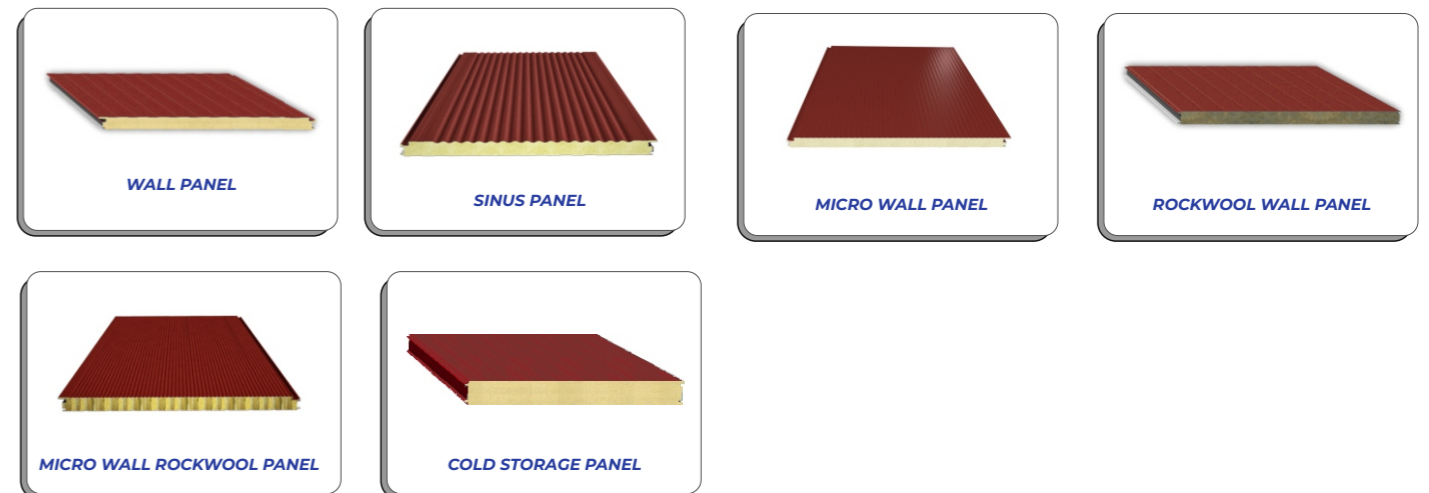 WALL PANEL
SINUS PANEL
MICRO WALL PANEL
ROCKWOOL WALL PANEL
MICRO WALL ROCKWOOL PANEL
COLD STORAGE PANEL